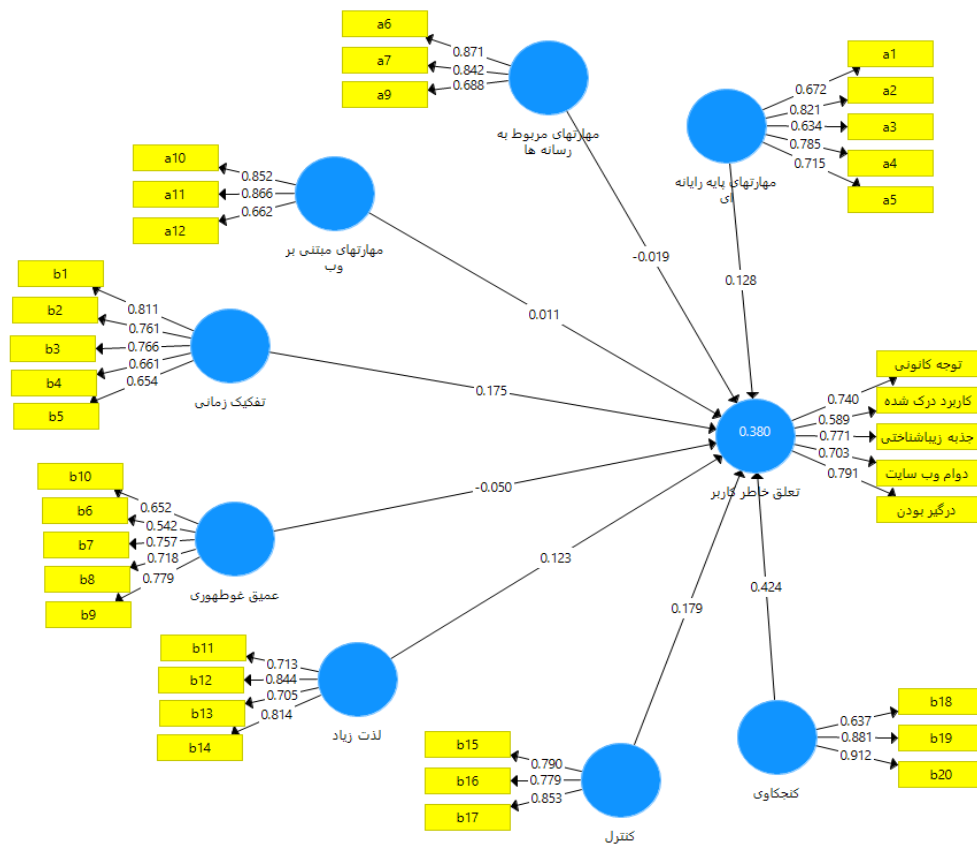 a6
a7
a9
0.871
0.842
0.688
مهارتهای مربوط به
رسانه ها
a1
a2
a3
a4
a5
0.672
0.821
0.634
0.785
0.715
مهارتهای پایه رایانه
ای
a10
a11
a12
0.852
0.866
0.662
مهارتهای مبتنی بر
وب
-0.019
0.128
0.011
b1
b2
b3
b4
b5
0.811
0.761
0.766
0.661
0.654
تفکیک زمانی
0.175
0.380
تعلق خاطر کاربر
توجه کانونی
کاربرد درک شده
جذبه زیباشناختی
دوام وب سایت
درگیر بودن
0.740
0.589
0.771
0.703
0.791
b10
b6
b7
b8
b9
0.652
0.542
0.757
0.718
0.779
عمیق غوطهوری
-0.050
0.123
0.179
0.424
b11
b12
b13
b14
0.713
0.844
0.705
0.814
لذت زیاد
b15
b16
b17
0.790
0.779
0.853
کنترل
b18
b19
b20
0.637
0.881
0.912
کنجکاوی